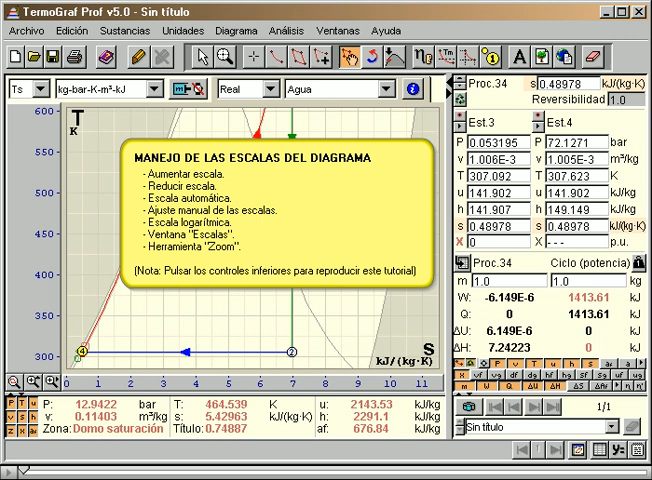 TermoGraf Prof v5.0 - Sin título
Archivo Edición Sustancias Unidades Diagrama Análisis Ventanas Ayuda
Ts kg-bar-K-m³-kJ Real Agua
Proc.34 s 0.48978 kJ/(kg·K)
Reversibilidad 1.0
Est.3 Est.4
P 0.053195 P 72.1271 bar
v 1.006E-3 v 1.005E-3 m³/kg
T 307.092 T 307.623 K
u 141.902 u 141.902 kJ/kg
h 141.907 h 149.149 kJ/kg
s 0.48978 s 0.48978 kJ/(kg·K)
X 0 X --- p.u.
Proc.34 Ciclo (potencia)
m 1.0 1.0 kg
W: -6.149E-6 1413.61 kJ
Q: 0 1413.61 kJ
ΔU: 6.149E-6 0 kJ
ΔH: 7.24223 0 kJ
T
K
600
550
500
450
400
350
300
MANEJO DE LAS ESCALAS DEL DIAGRAMA
- Aumentar escala.
- Reducir escala.
- Escala automática.
- Ajuste manual de las escalas.
- Escala logarítmica.
- Ventana "Escalas".
- Herramienta "Zoom".
(Nota: Pulsar los controles inferiores para reproducir este tutorial)
4 2
S
kJ/(kg·K)
0 1 2 3 4 5 6 7 8 9 10 11
P: 12.9422 bar T: 464.539 K u: 2143.53 kJ/kg
v: 0.11403 m³/kg s: 5.42963 kJ/(kg·K) h: 2291.1 kJ/kg
Zona: Domo saturación Título: 0.74887 af: 676.84 kJ/kg
P T u
v s h
z x a
P v T u h s
m W Q ΔU ΔH ΔS
1/1
Sin título
1